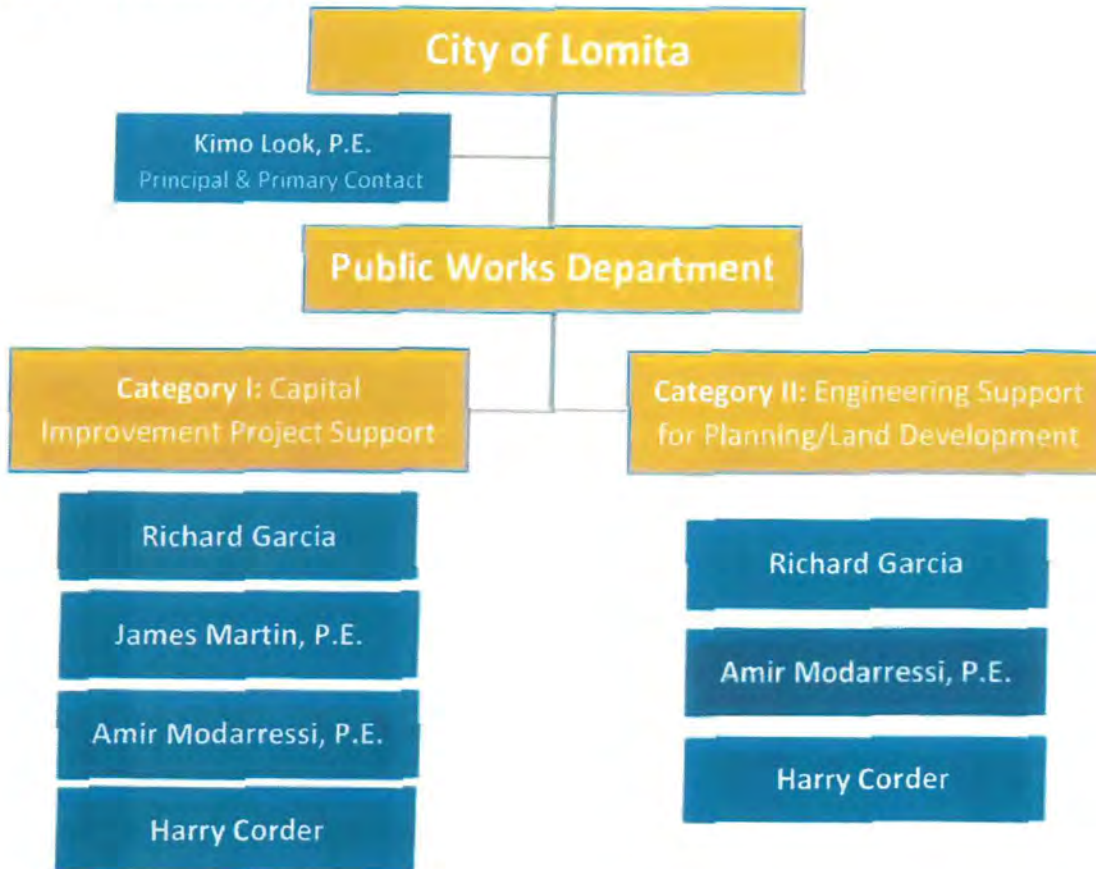 City of Lomita
Kimo Look, P.E.
Principal & Primary Contact
Public Works Department
Category I: Capital
Improvement Project Support
Richard Garcia
James Martin, P.E.
Amir Modarressi, P.E.
Harry Corder
Category II: Engineering Support
for Planning/Land Development
Richard Garcia
Amir Modarressi, P.E.
Harry Corder